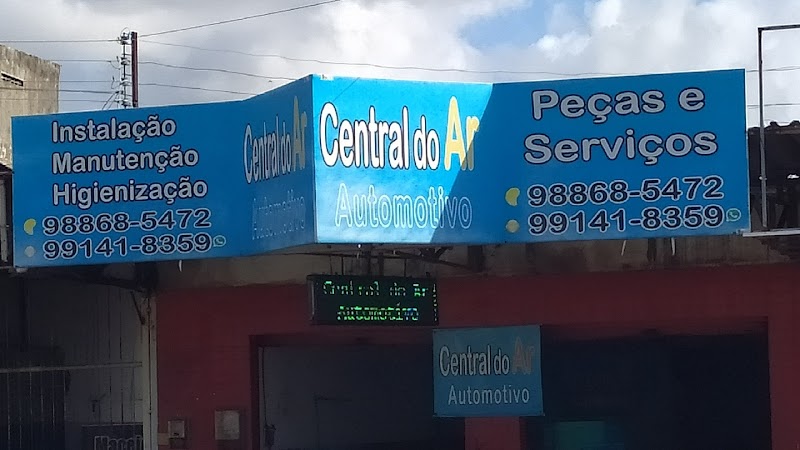 Instalação
Manutenção
Higienização
98868-5472
99141-8359
Central do Ar
Automotivo
Central do Ar
Automotivo
Peças e
Serviços
98868-5472
99141-8359
Central do Ar
Automotivo
Central do Ar
Automotivo